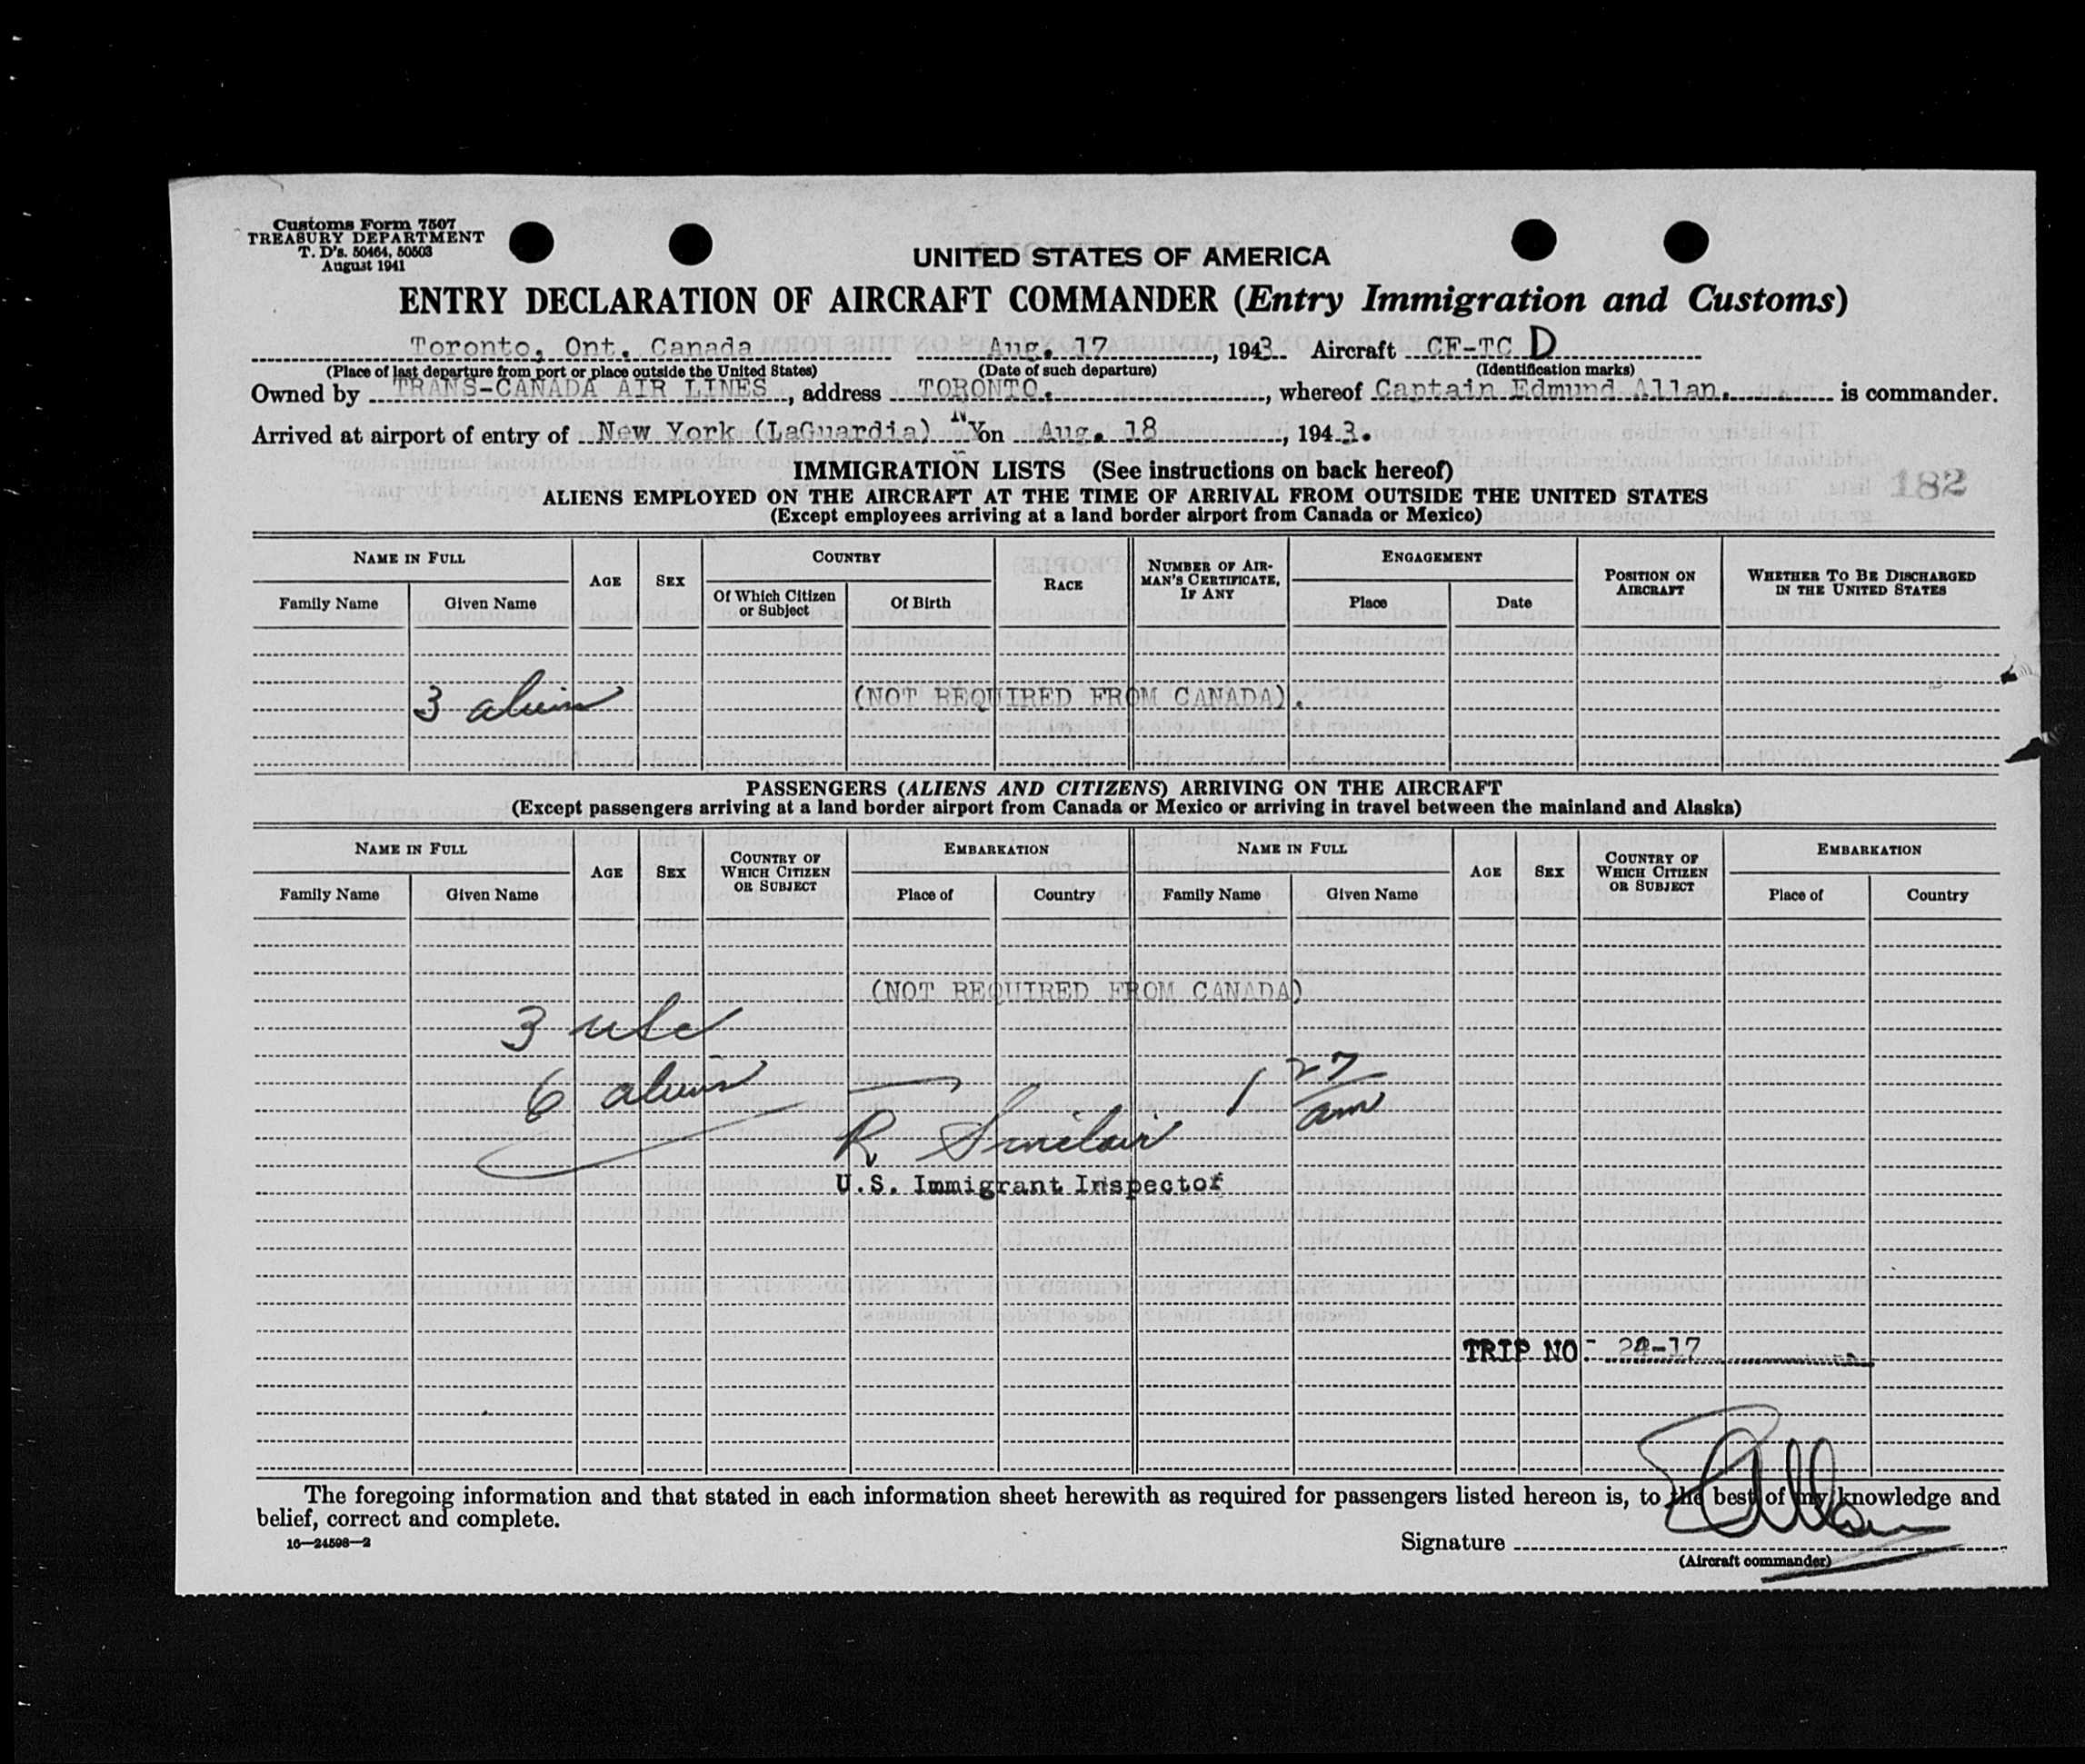 Customs Form 7507
TREASURY DEPARTMENT
T. D's. 50464, 50503
August 1941
UNITED STATES OF AMERICA
ENTRY DECLARATION OF AIRCRAFT COMMANDER (Entry Immigration and Customs)
Toronto, Ont. Canada Aug. 17, 1943 Aircraft CF-TC D
(Place of last departure from port or place outside the United States) (Date of such departure) (Identification marks)
Owned by TRANS-CANADA AIR LINES, address TORONTO., whereof Captain Edmund Allan. is commander.
Arrived at airport of entry of New York (LaGuardia) NY on Aug. 18, 1943.
IMMIGRATION LISTS (See instructions on back hereof)
182
ALIENS EMPLOYED ON THE AIRCRAFT AT THE TIME OF ARRIVAL FROM OUTSIDE THE UNITED STATES
(Except employees arriving at a land border airport from Canada or Mexico)
NAME IN FULL AGE SEX COUNTRY RACE NUMBER OF AIRMAN'S CERTIFICATE, IF ANY ENGAGEMENT POSITION ON AIRCRAFT WHETHER TO BE DISCHARGED IN THE UNITED STATES
Family Name Given Name Of Which Citizen or Subject Of Birth Place Date
3 aliens (NOT REQUIRED FROM CANADA).
PASSENGERS (ALIENS AND CITIZENS) ARRIVING ON THE AIRCRAFT
(Except passengers arriving at a land border airport from Canada or Mexico or arriving in travel between the mainland and Alaska)
NAME IN FULL AGE SEX COUNTRY OF WHICH CITIZEN OR SUBJECT EMBARKATION NAME IN FULL AGE SEX COUNTRY OF WHICH CITIZEN OR SUBJECT EMBARKATION
Family Name Given Name Place of Country Family Name Given Name Place of Country
(NOT REQUIRED FROM CANADA)
3 usc
6 aliens
1 27 am
R Sinclair
U.S. Immigrant Inspector
TRIP NO. 24-17
The foregoing information and that stated in each information sheet herewith as required for passengers listed hereon is, to the best of my knowledge and
belief, correct and complete.
16—24598—2
Signature E Allan
(Aircraft commander)